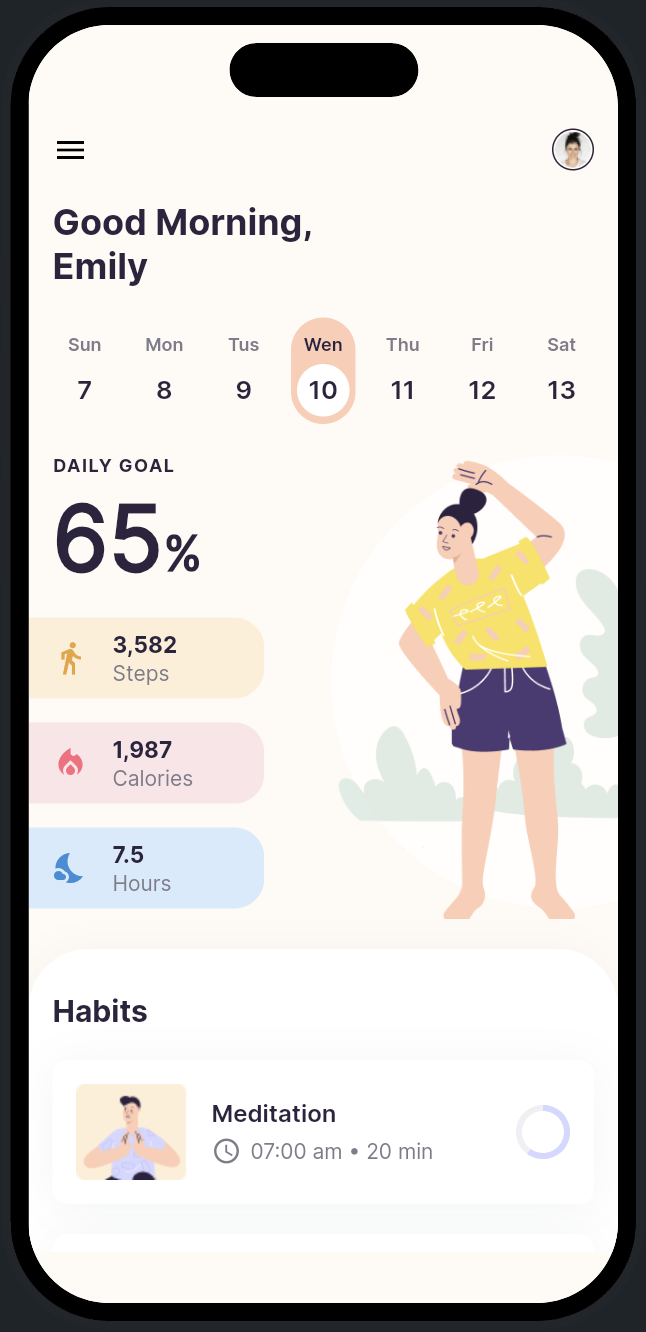 Good Morning,
Emily
Sun Mon Tus Wen Thu Fri Sat
7 8 9 10 11 12 13
DAILY GOAL
65%
3,582
Steps
1,987
Calories
7.5
Hours
Habits
Meditation
07:00 am • 20 min